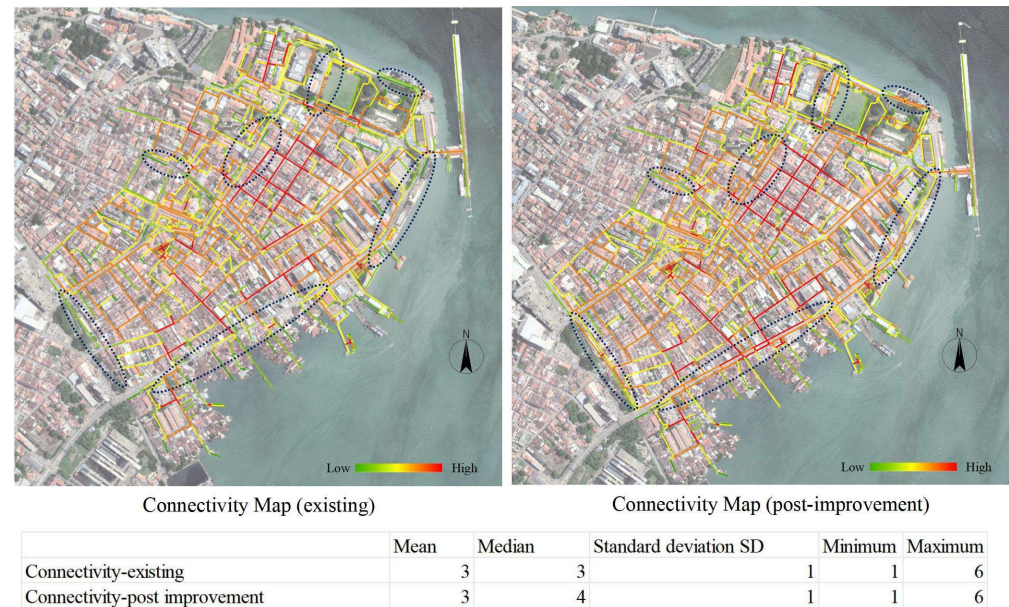 N
Low High
N
Low High
Connectivity Map (existing)
Connectivity Map (post-improvement)
Mean Median Standard deviation SD Minimum Maximum
Connectivity-existing 3 3 1 1 6
Connectivity-post improvement 3 4 1 1 6